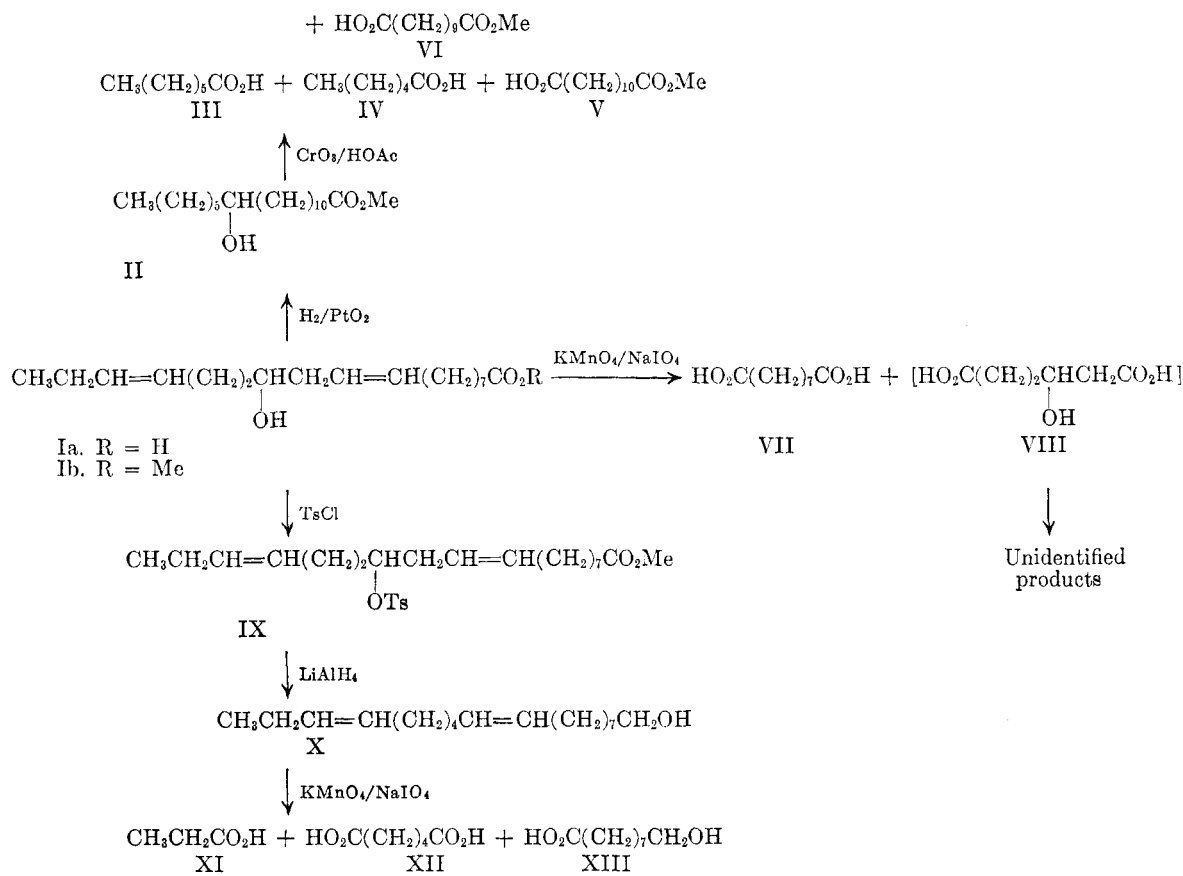 + HO₂C(CH₂)₉CO₂Me
VI
CH₃(CH₂)₅CO₂H + CH₃(CH₂)₄CO₂H + HO₂C(CH₂)₁₀CO₂Me
III IV V
CrO₃/HOAc
CH₃(CH₂)₅CH(CH₂)₁₀CO₂Me
OH
II
H₂/PtO₂
CH₃CH₂CH=CH(CH₂)₂CHCH₂CH=CH(CH₂)₇CO₂R KMnO₄/NaIO₄ HO₂C(CH₂)₇CO₂H + [HO₂C(CH₂)₂CHCH₂CO₂H]
OH OH
Ia. R = H VII VIII
Ib. R = Me
TsCl
CH₃CH₂CH=CH(CH₂)₂CHCH₂CH=CH(CH₂)₇CO₂Me Unidentified
OTs products
IX
LiAlH₄
CH₃CH₂CH=CH(CH₂)₄CH=CH(CH₂)₇CH₂OH
X
KMnO₄/NaIO₄
CH₃CH₂CO₂H + HO₂C(CH₂)₄CO₂H + HO₂C(CH₂)₇CH₂OH
XI XII XIII